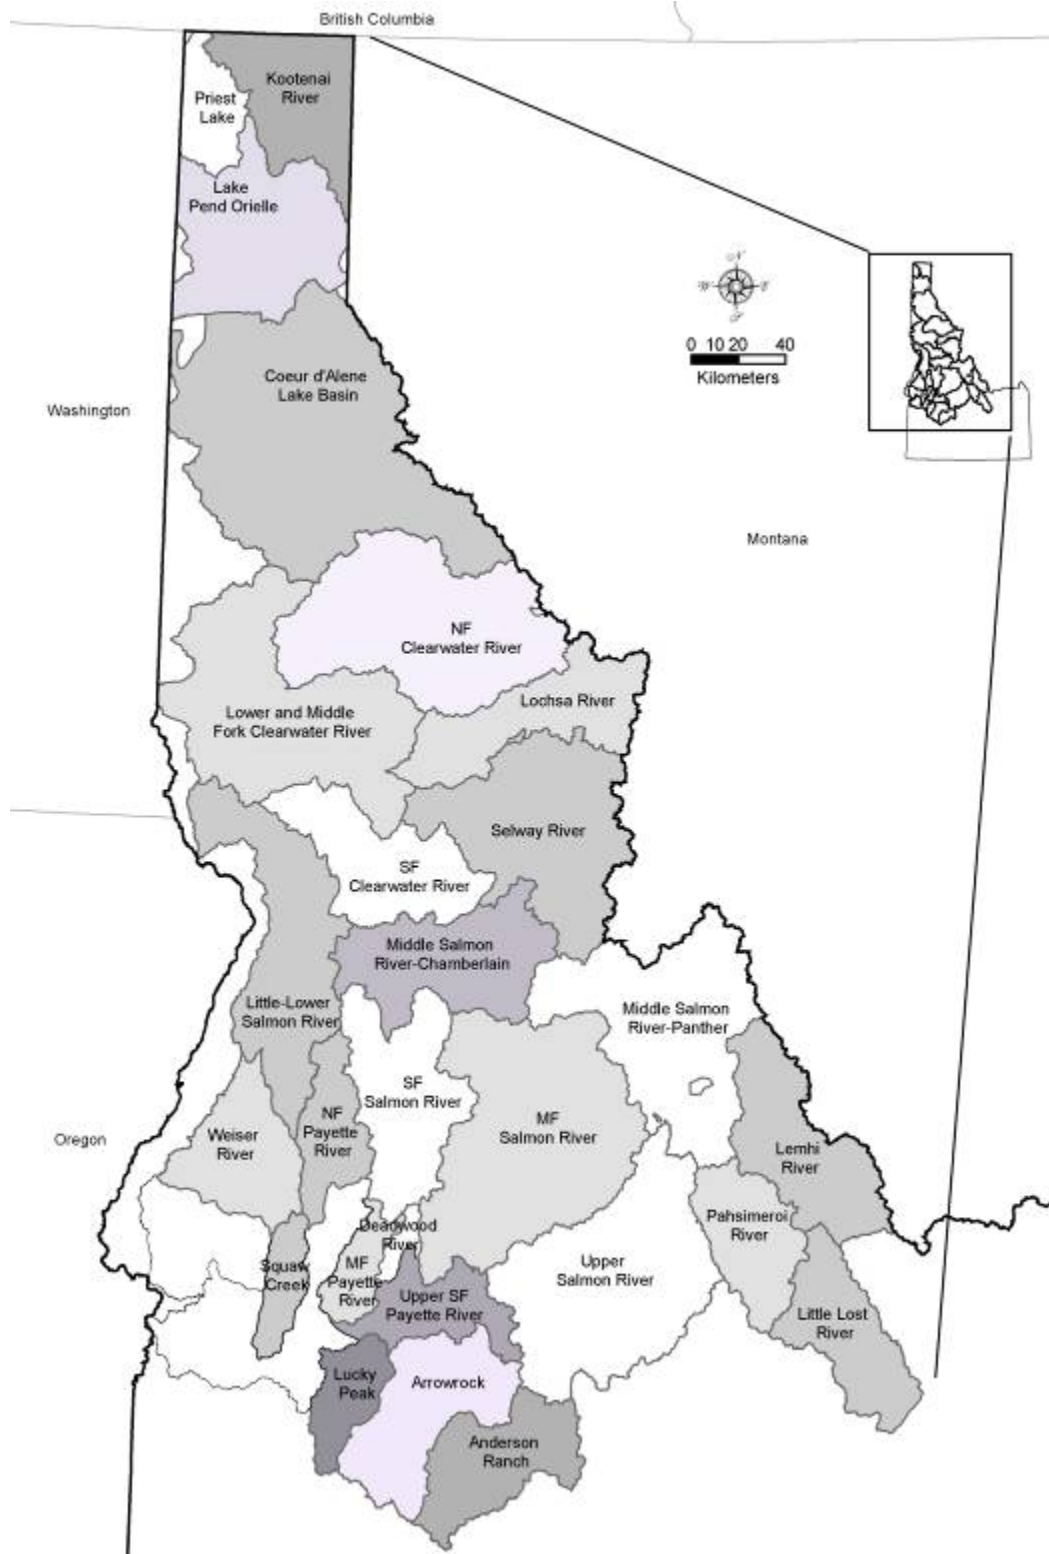 British Columbia
Kootenai
River
Priest
Lake
Lake
Pend Orielle
N
W
E
S
0 10 20 40
Kilometers
Coeur d'Alene
Lake Basin
Washington
Montana
NF
Clearwater River
Lochsa River
Lower and Middle
Fork Clearwater River
Selway River
SF
Clearwater River
Middle Salmon
River-Chamberlain
Little-Lower
Salmon River
Middle Salmon
River-Panther
SF
Salmon River
NF
Payette
River
MF
Salmon River
Weiser
River
Oregon
Lemhi
River
Pahsimeroi
River
Deadwood
River
Squaw
Creek
MF
Payette
River
Upper SF
Payette River
Upper
Salmon River
Little Lost
River
Lucky
Peak
Arrowrock
Anderson
Ranch